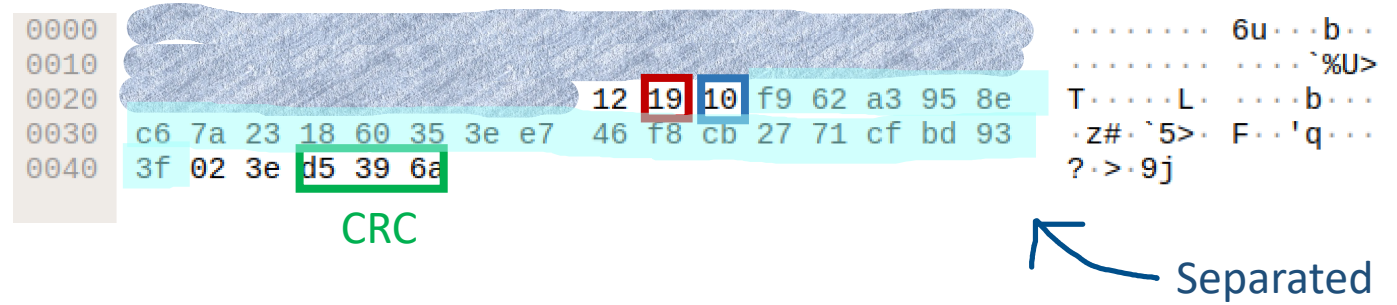 0000 ········ 6u···b··
0010 ········ ····`%U>
0020 12 19 10 f9 62 a3 95 8e T·····L· ····b···
0030 c6 7a 23 18 60 35 3e e7 46 f8 cb 27 71 cf bd 93 ·z#·`5>· F··'q···
0040 3f 02 3e d5 39 6a ?·>·9j
CRC
Separated